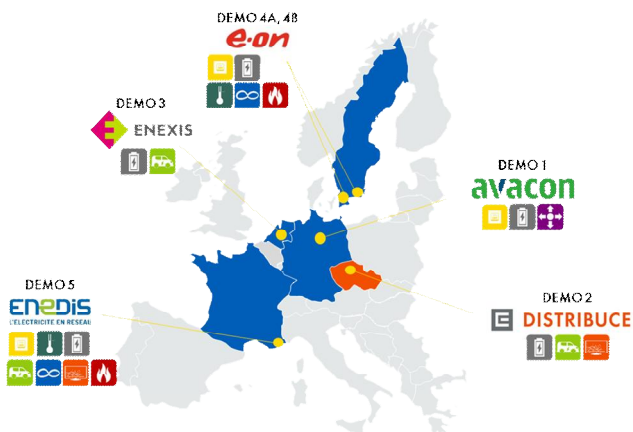 DEMO 4A, 4B
e·on
DEMO 3
ENEXIS
DEMO 1
avacon
DEMO 5
ENEDIS
L'ELECTRICITE EN RESEAU
DEMO 2
DISTRIBUCE